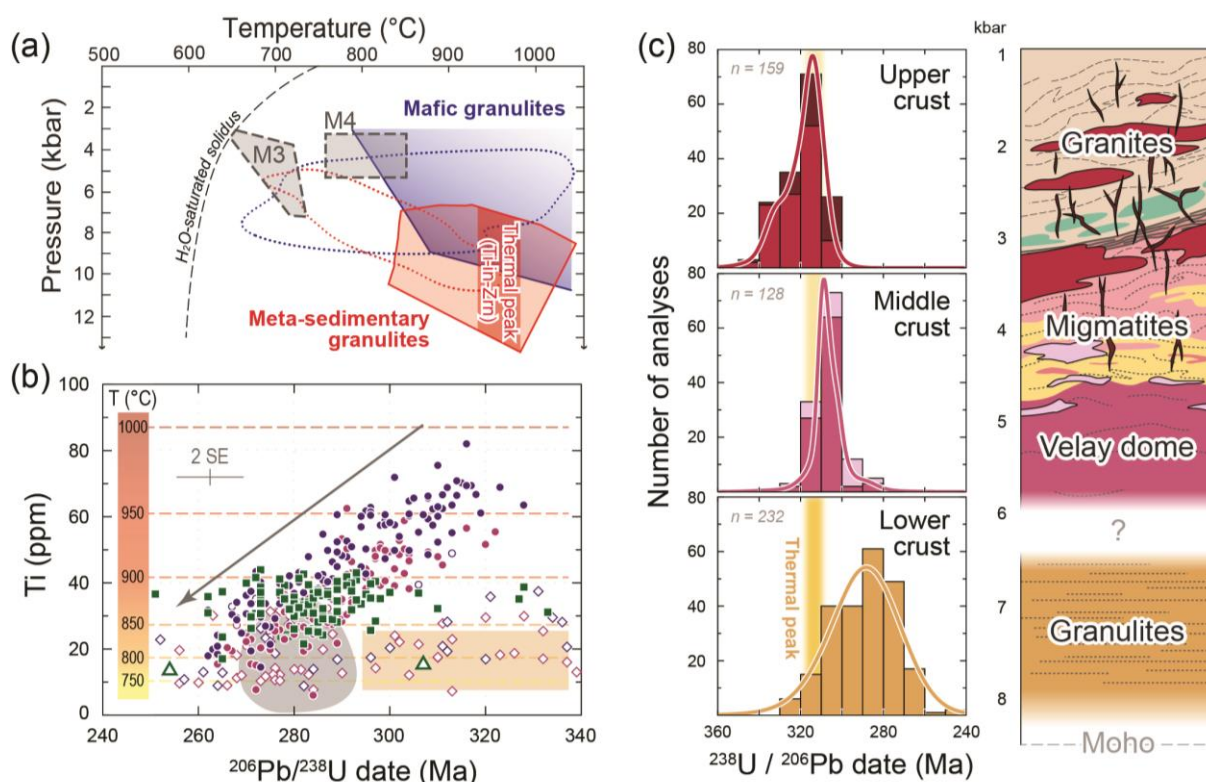 (a)
Temperature (°C)
500 600 700 800 900 1000
Pressure (kbar)
2
4
6
8
10
12
H₂O-saturated solidus
M3
M4
Mafic granulites
Thermal peak
(Ti-in-Zrn)
Meta-sedimentary
granulites
(b)
Ti (ppm)
100
80
60
40
20
0
T (°C)
1000
950
900
850
800
750
2 SE
240 260 280 300 320 340
²⁰⁶Pb/²³⁸U date (Ma)
(c)
Number of analyses
80
60
40
20
n = 159
Upper
crust
80
60
40
20
n = 128
Middle
crust
80
60
40
20
n = 232
Lower
crust
Thermal peak
360 320 280 240
²³⁸U / ²⁰⁶Pb date (Ma)
kbar
1
2
3
4
5
6
7
8
Granites
Migmatites
Velay dome
?
Granulites
Moho